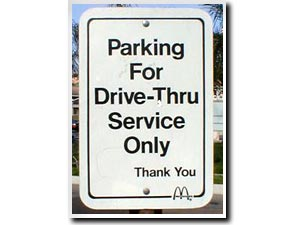 Parking
For
Drive-Thru
Service
Only
Thank You